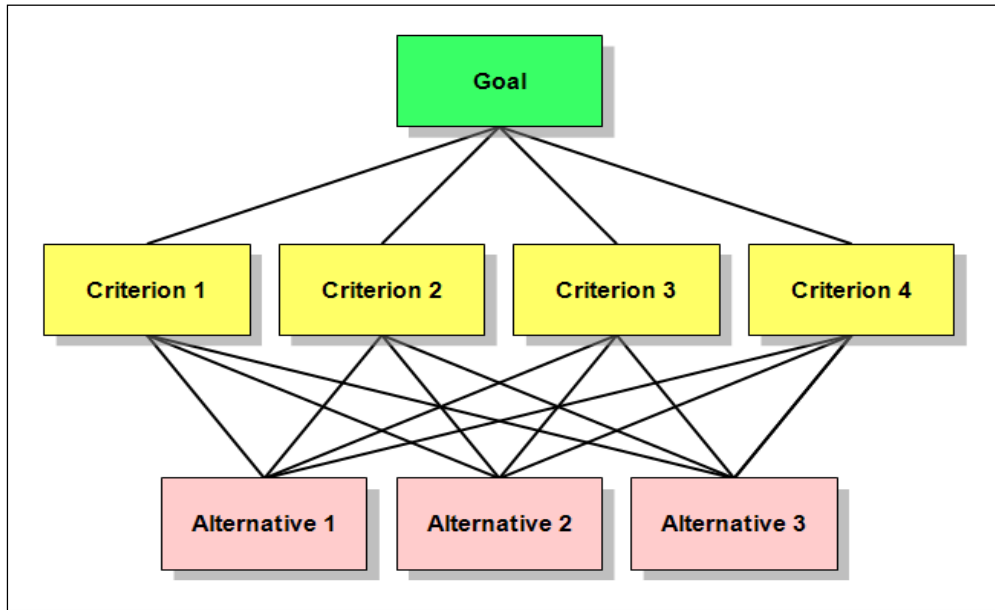 Goal
Criterion 1
Criterion 2
Criterion 3
Criterion 4
Alternative 1
Alternative 2
Alternative 3